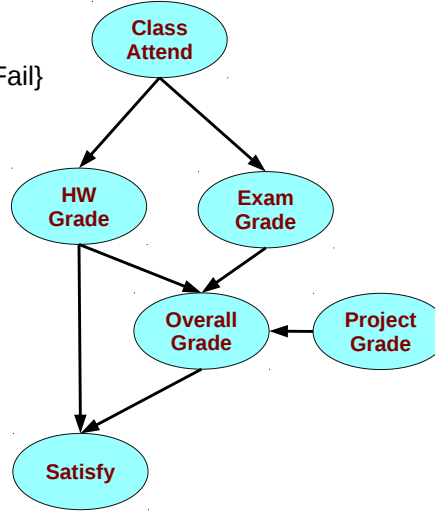 Class
Attend
Fail}
HW
Grade
Exam
Grade
Overall
Grade
Project
Grade
Satisfy